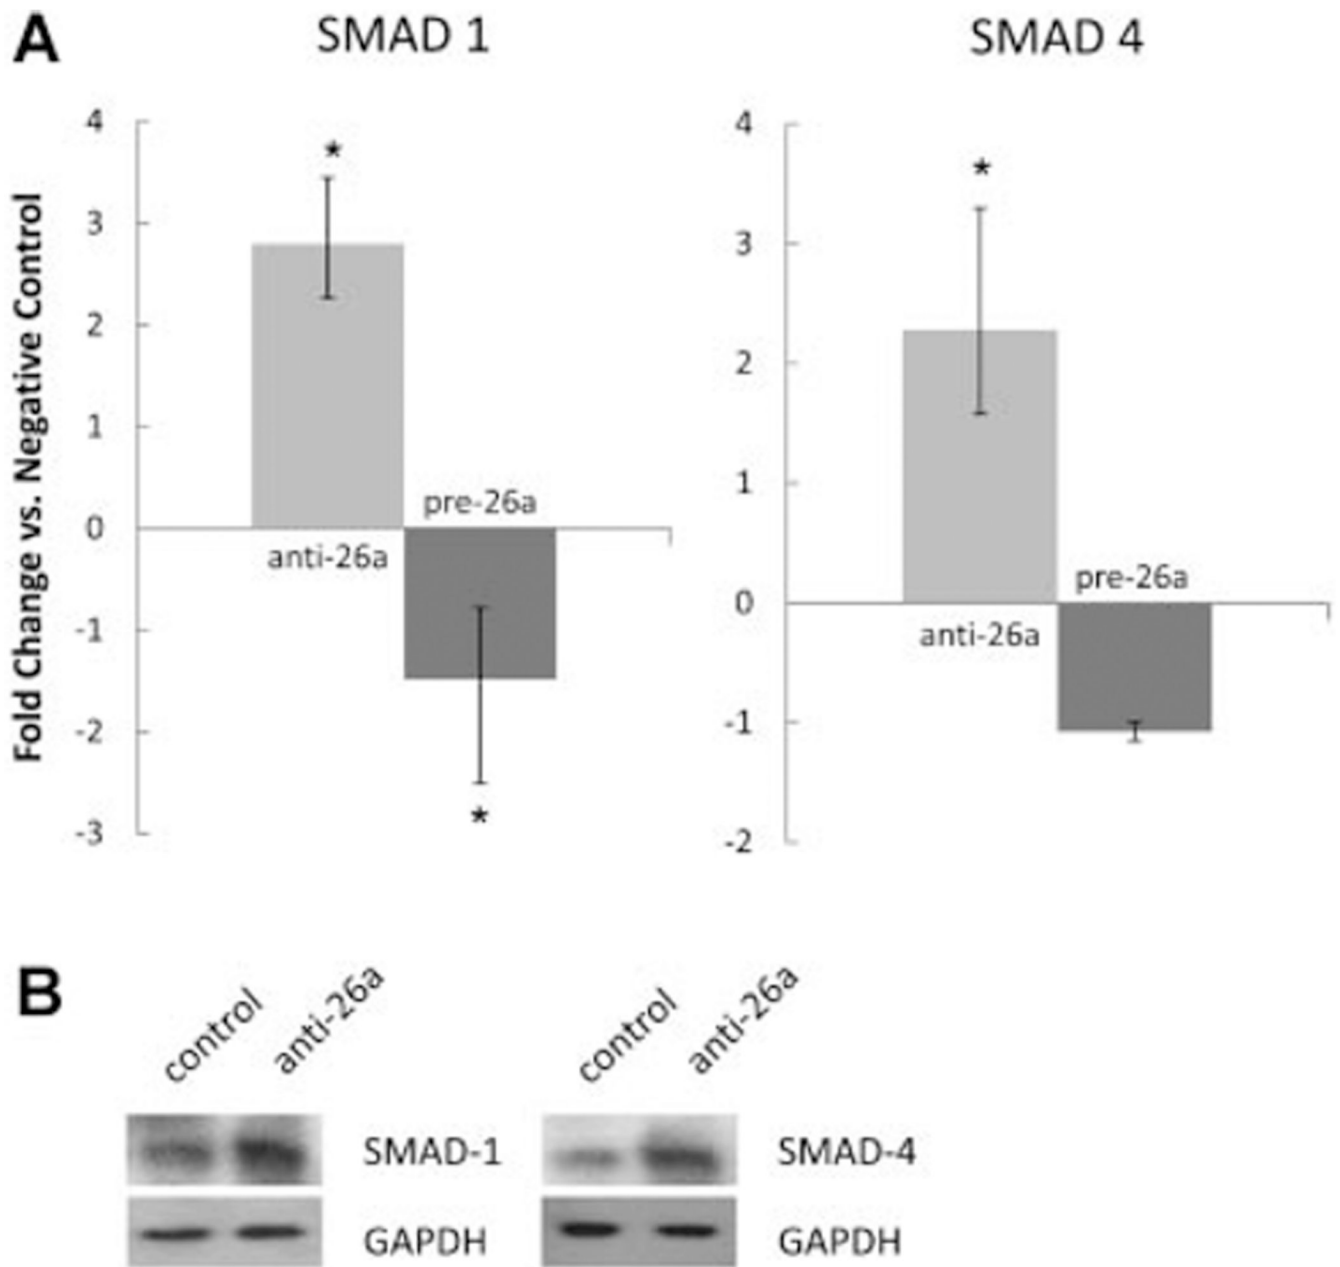 A
SMAD 1
SMAD 4
Fold Change vs. Negative Control
4
3
2
1
0
-1
-2
-3
*
pre-26a
anti-26a
*
4
3
2
1
0
-1
-2
*
pre-26a
anti-26a
B
control
anti-26a
control
anti-26a
SMAD-1
SMAD-4
GAPDH
GAPDH